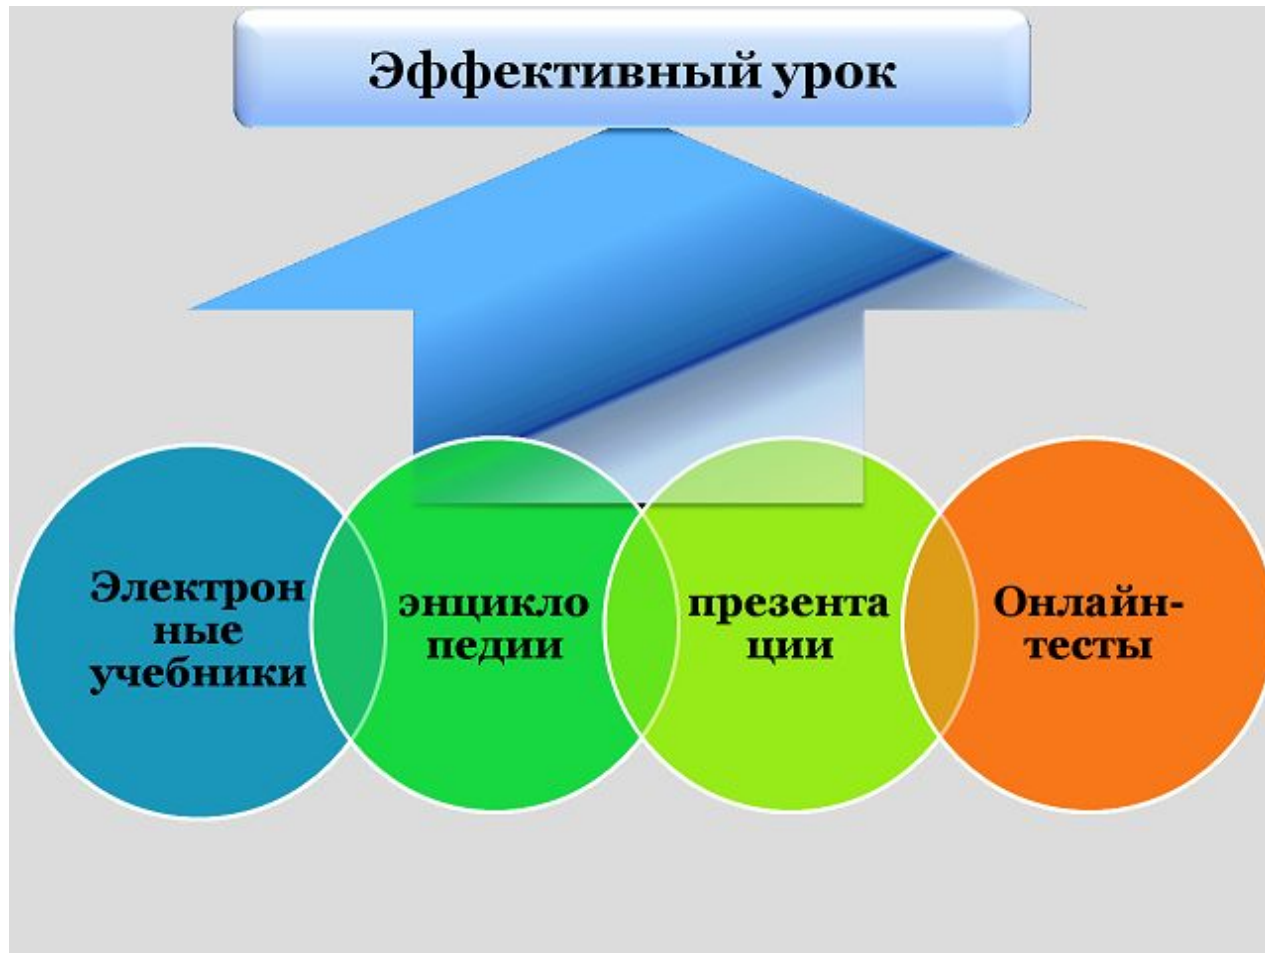 Эффективный урок
Электрон
ные
учебники
энцикло
педии
презента
ции
Онлайн-
тесты